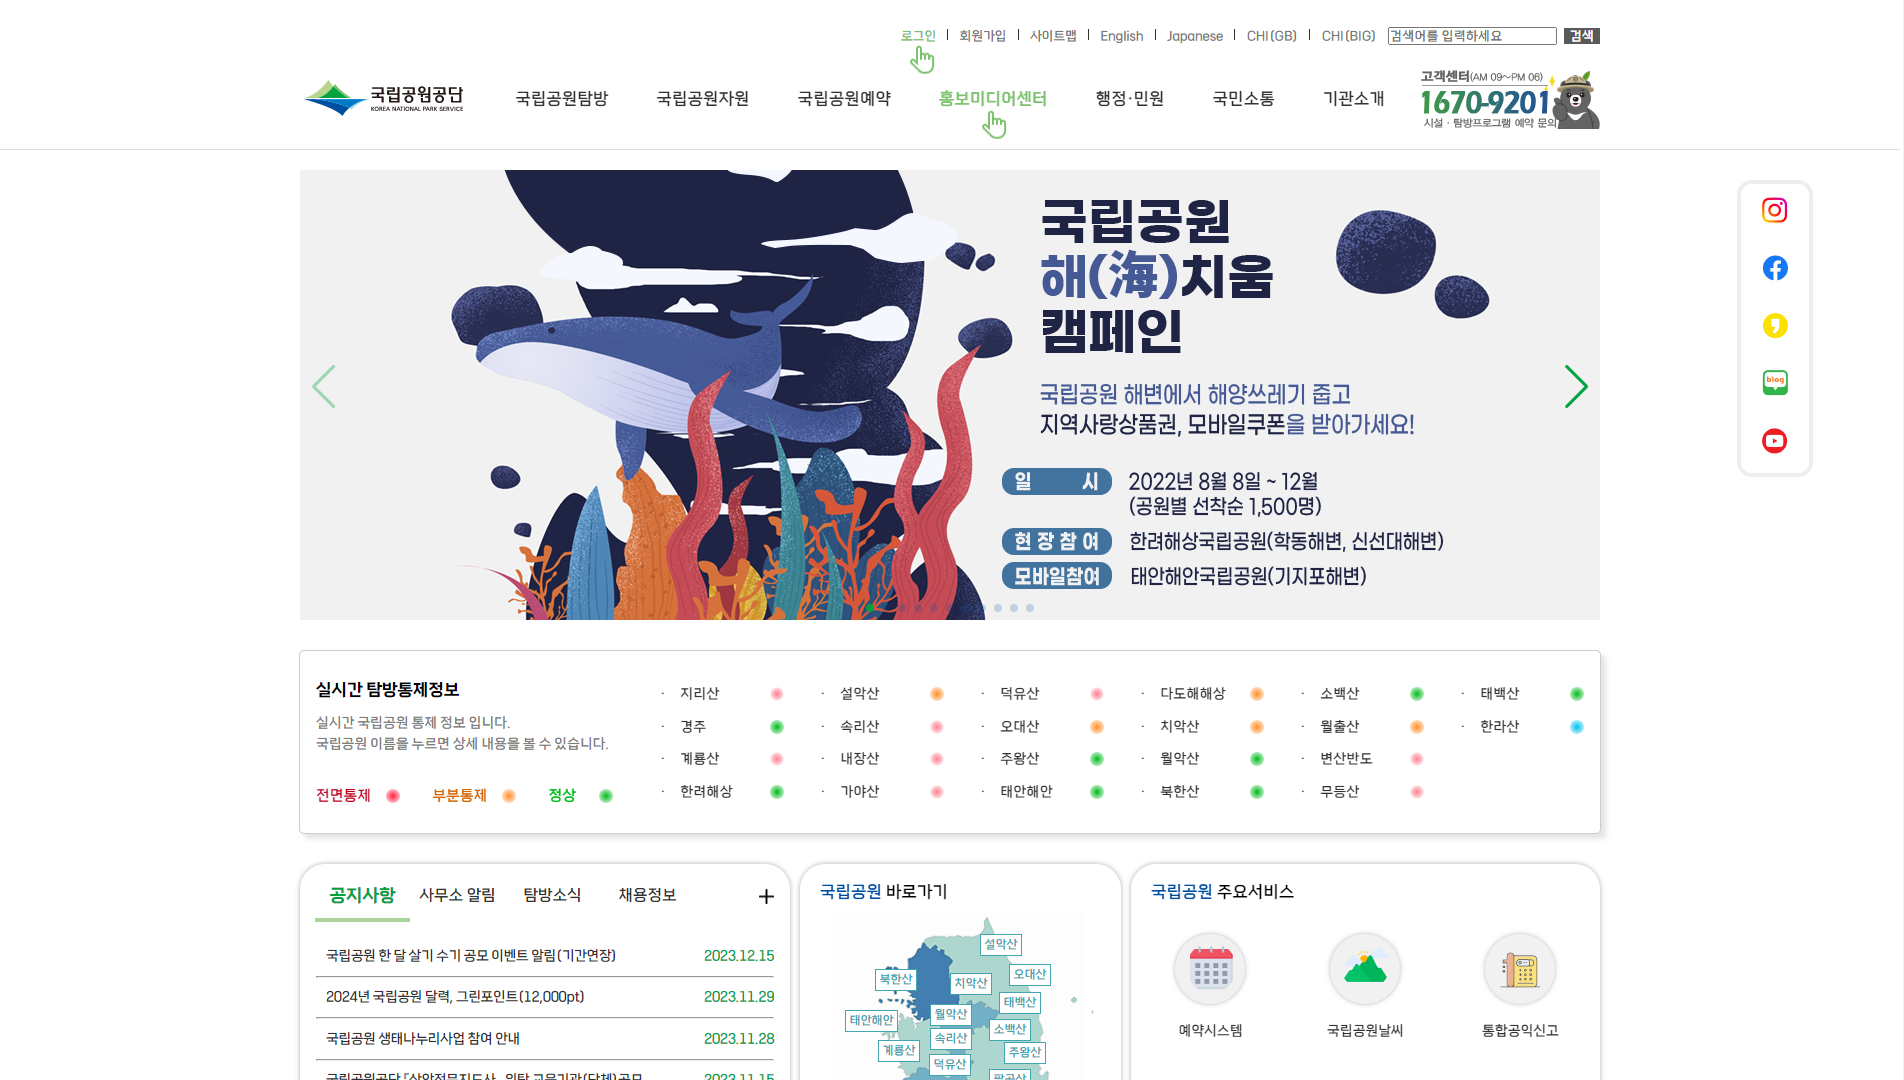 로그인 회원가입 사이트맵 English Japanese CHI(GB) CHI(BIG) 검색어를 입력하세요 검색
국립공원공단
KOREA NATIONAL PARK SERVICE
국립공원탐방 국립공원자원 국립공원예약 홍보미디어센터 행정·민원 국민소통 기관소개
고객센터(AM 09~PM 06)
1670-9201
시설 · 탐방프로그램 예약 문의
국립공원
해(海)치움
캠페인
국립공원 해변에서 해양쓰레기 줍고
지역사랑상품권, 모바일쿠폰을 받아가세요!
일 시 2022년 8월 8일 ~ 12월
(공원별 선착순 1,500명)
현장참여 한려해상국립공원(학동해변, 신선대해변)
모바일참여 태안해안국립공원(기지포해변)
blog
실시간 탐방통제정보
실시간 국립공원 통제 정보 입니다.
국립공원 이름을 누르면 상세 내용을 볼 수 있습니다.
전면통제 부분통제 정상
· 지리산 · 설악산 · 덕유산 · 다도해해상 · 소백산 · 태백산
· 경주 · 속리산 · 오대산 · 치악산 · 월출산 · 한라산
· 계룡산 · 내장산 · 주왕산 · 월악산 · 변산반도
· 한려해상 · 가야산 · 태안해안 · 북한산 · 무등산
공지사항 사무소 알림 탐방소식 채용정보 +
국립공원 한 달 살기 수기 공모 이벤트 알림(기간연장) 2023.12.15
2024년 국립공원 달력, 그린포인트(12,000pt) 2023.11.29
국립공원 생태나누리사업 참여 안내 2023.11.28
국립공원공단 「산악전문지도사」 위탁 교육기관(단체) 공모 2023.11.15
국립공원 바로가기
설악산
북한산
치악산
오대산
태백산
태안해안
월악산
소백산
속리산
계룡산
주왕산
덕유산
팔공산
국립공원 주요서비스
예약시스템 국립공원날씨 통합공익신고